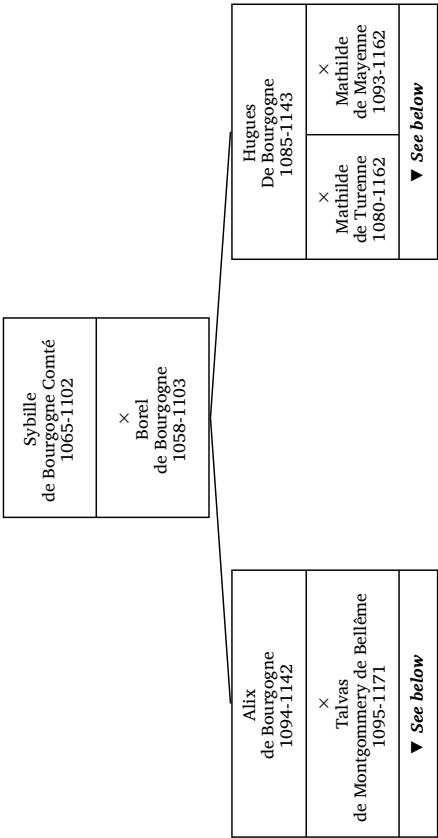 Sybille
de Bourgogne Comté
1065-1102
×
Borel
de Bourgogne
1058-1103
Alix
de Bourgogne
1094-1142
×
Talvas
de Montgommery de Bellême
1095-1171
▼ See below
Hugues
De Bourgogne
1085-1143
×
Mathilde
de Turenne
1080-1162
×
Mathilde
de Mayenne
1093-1162
▼ See below